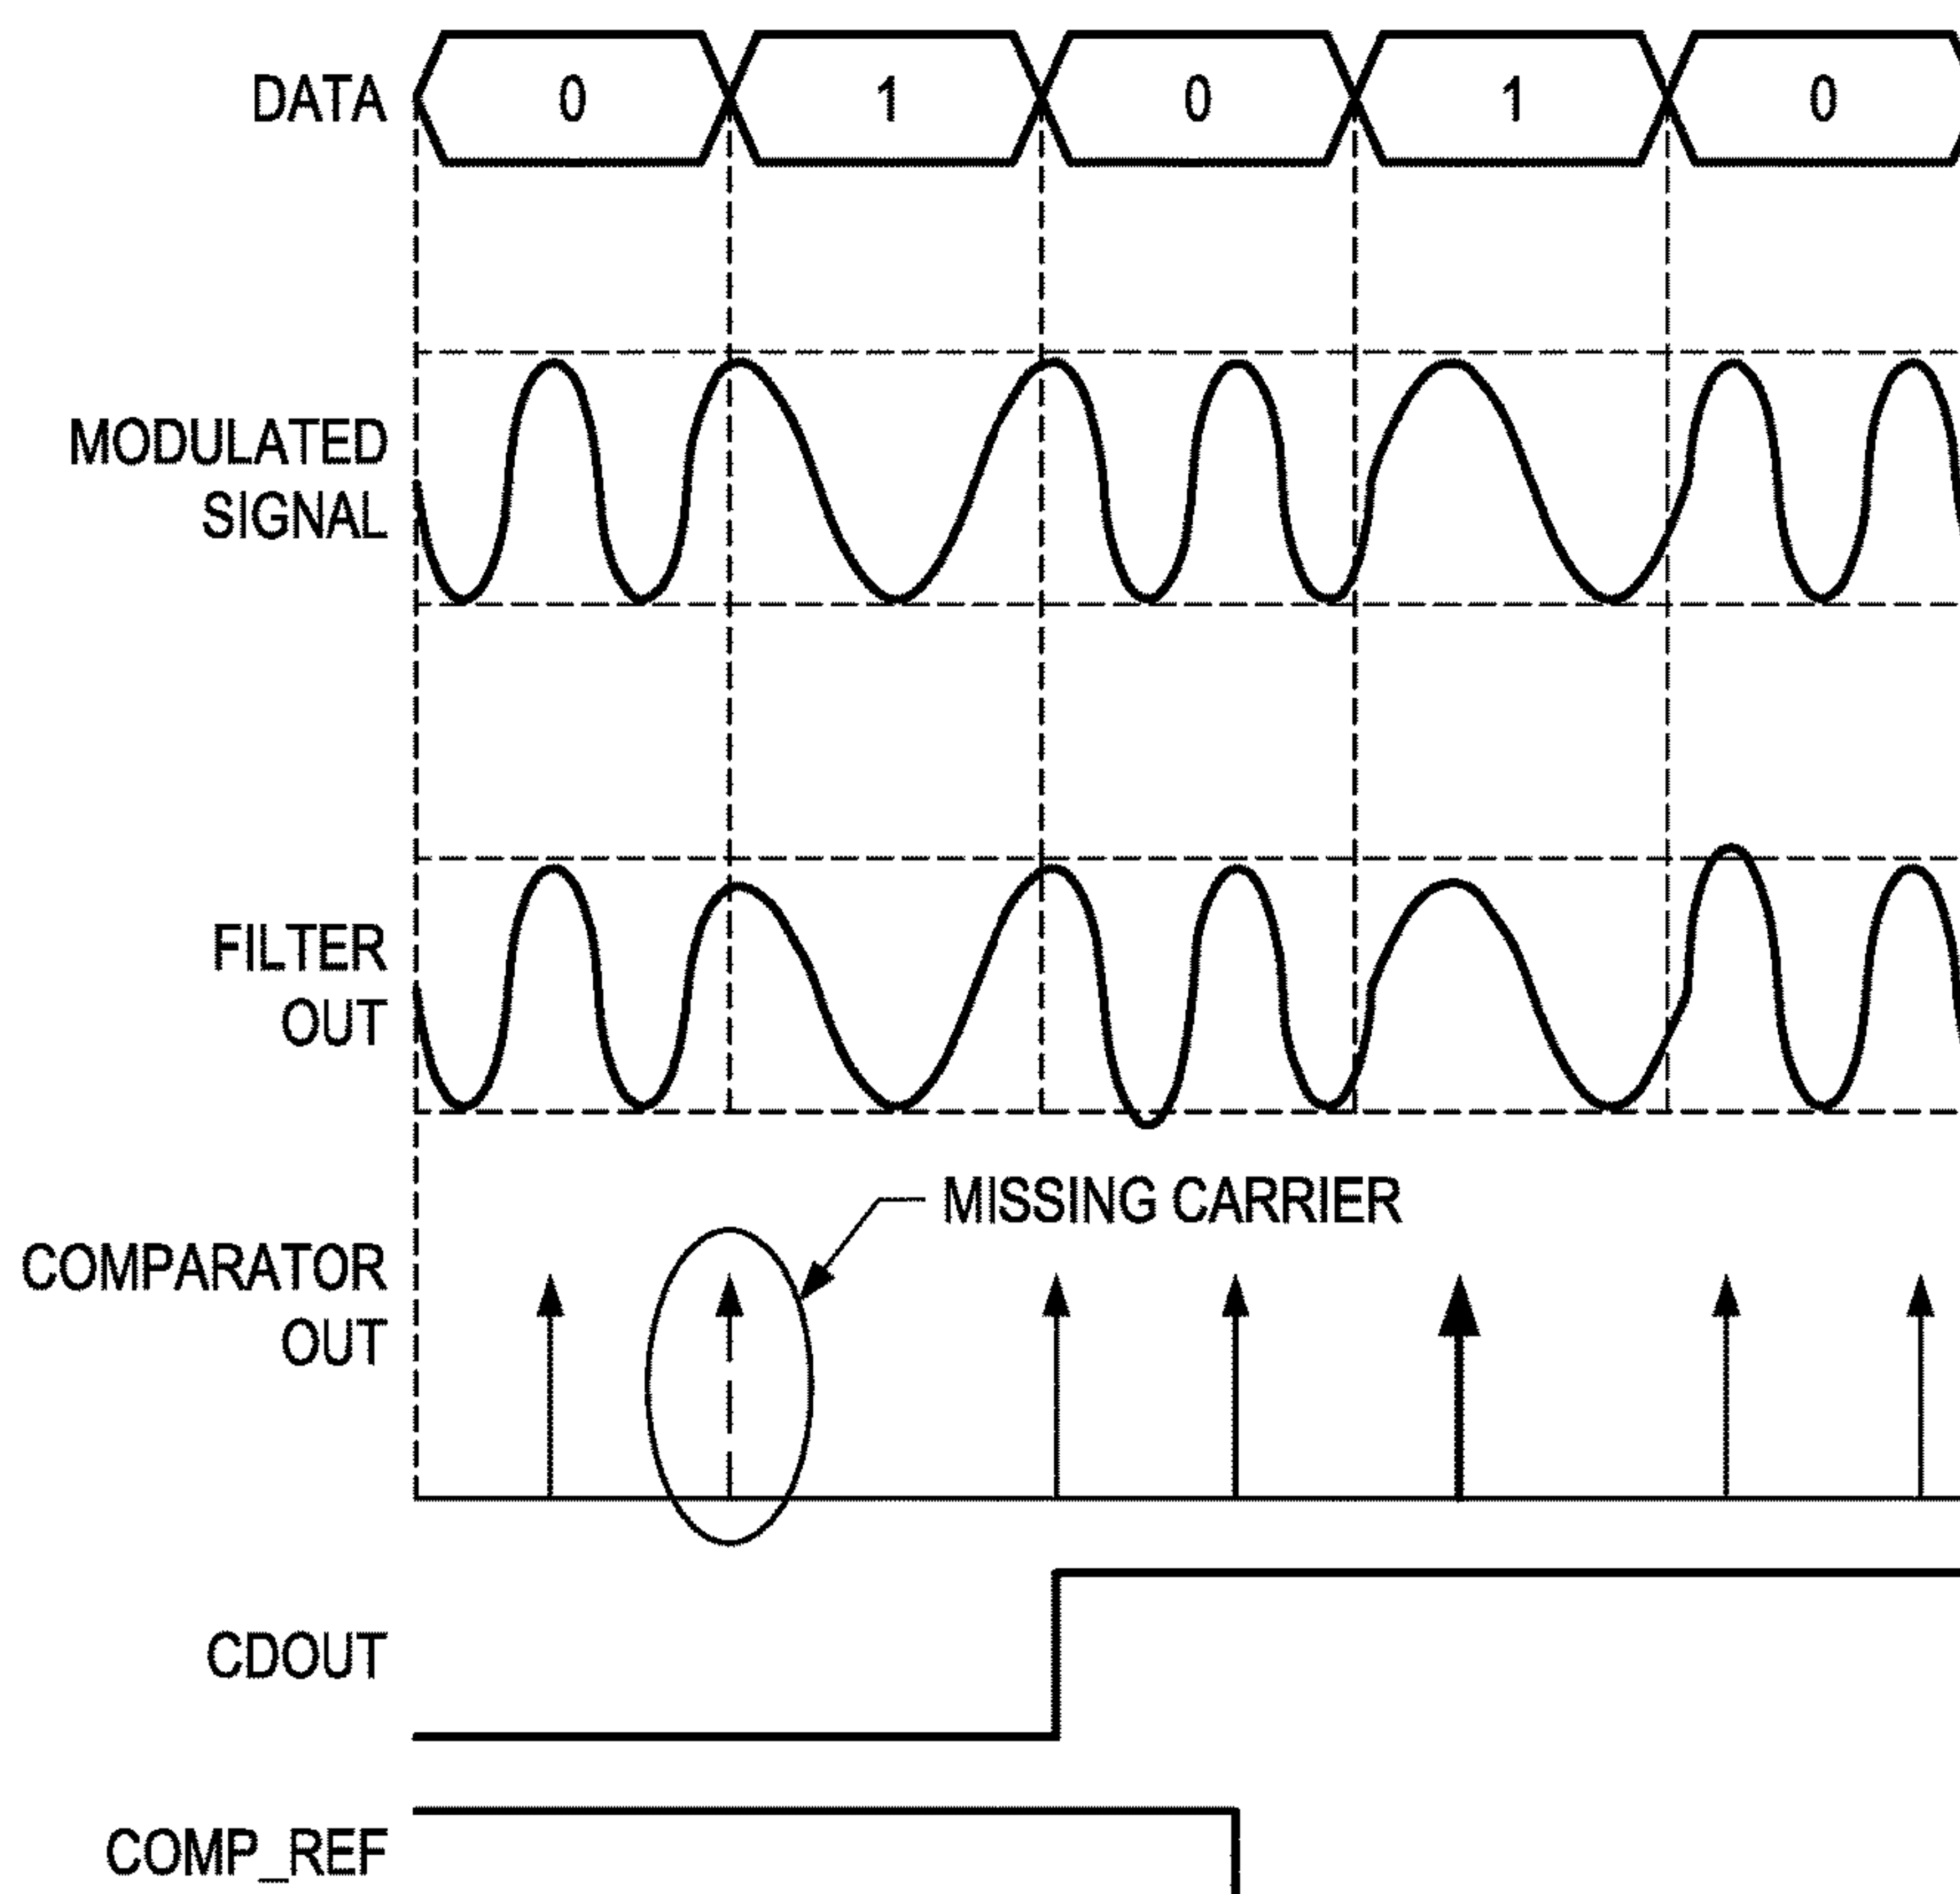 DATA 0 1 0 1 0
MODULATED
SIGNAL
FILTER
OUT
MISSING CARRIER
COMPARATOR
OUT
CDOUT
COMP_REF